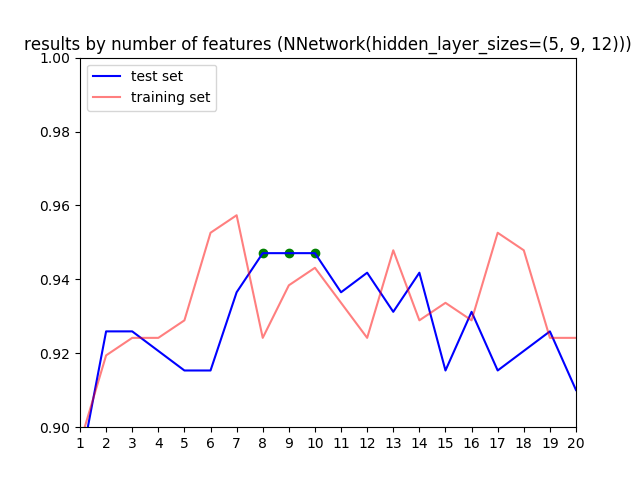 results by number of features (NNetwork(hidden_layer_sizes=(5, 9, 12)))
test set
training set
1.00
0.98
0.96
0.94
0.92
0.90
1 2 3 4 5 6 7 8 9 10 11 12 13 14 15 16 17 18 19 20